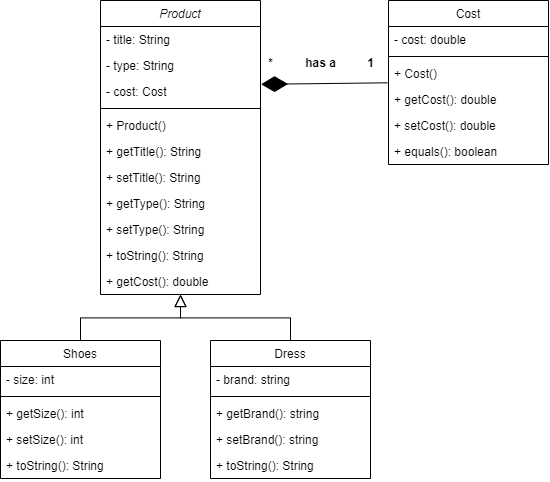 Product
- title: String
- type: String
- cost: Cost
+ Product()
+ getTitle(): String
+ setTitle(): String
+ getType(): String
+ setType(): String
+ toString(): String
+ getCost(): double
* has a 1
Cost
- cost: double
+ Cost()
+ getCost(): double
+ setCost(): double
+ equals(): boolean
Shoes
- size: int
+ getSize(): int
+ setSize(): int
+ toString(): String
Dress
- brand: string
+ getBrand(): string
+ setBrand(): string
+ toString(): String